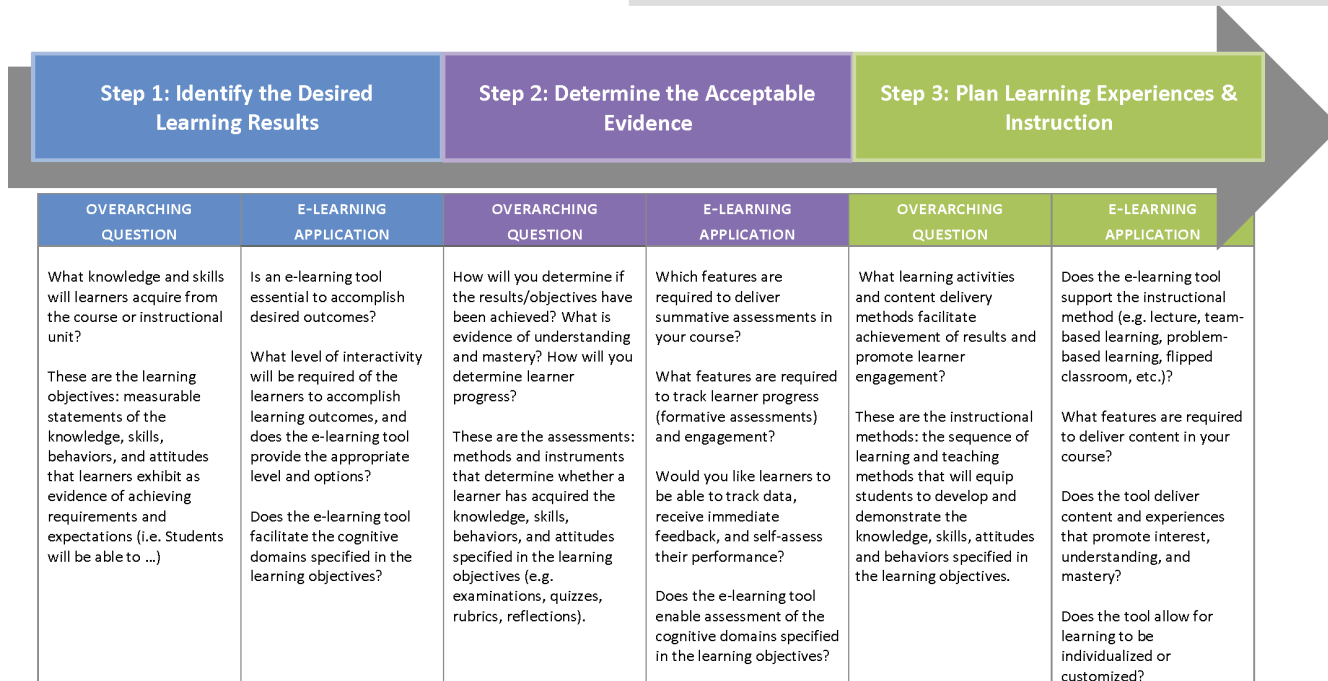 Step 1: Identify the Desired
Learning Results
Step 2: Determine the Acceptable
Evidence
Step 3: Plan Learning Experiences &
Instruction
OVERARCHING
QUESTION
E-LEARNING
APPLICATION
OVERARCHING
QUESTION
E-LEARNING
APPLICATION
OVERARCHING
QUESTION
E-LEARNING
APPLICATION
What knowledge and skills
will learners acquire from
the course or instructional
unit?
These are the learning
objectives: measurable
statements of the
knowledge, skills,
behaviors, and attitudes
that learners exhibit as
evidence of achieving
requirements and
expectations (i.e. Students
will be able to ...)
Is an e-learning tool
essential to accomplish
desired outcomes?
What level of interactivity
will be required of the
learners to accomplish
learning outcomes, and
does the e-learning tool
provide the appropriate
level and options?
Does the e-learning tool
facilitate the cognitive
domains specified in the
learning objectives?
How will you determine if
the results/objectives have
been achieved? What is
evidence of understanding
and mastery? How will you
determine learner
progress?
These are the assessments:
methods and instruments
that determine whether a
learner has acquired the
knowledge, skills,
behaviors, and attitudes
specified in the learning
objectives (e.g.
examinations, quizzes,
rubrics, reflections).
Which features are
required to deliver
summative assessments in
your course?
What features are required
to track learner progress
(formative assessments)
and engagement?
Would you like learners to
be able to track data,
receive immediate
feedback, and self-assess
their performance?
Does the e-learning tool
enable assessment of the
cognitive domains specified
in the learning objectives?
What learning activities
and content delivery
methods facilitate
achievement of results and
promote learner
engagement?
These are the instructional
methods: the sequence of
learning and teaching
methods that will equip
students to develop and
demonstrate the
knowledge, skills, attitudes
and behaviors specified in
the learning objectives.
Does the e-learning tool
support the instructional
method (e.g. lecture, team-
based learning, problem-
based learning, flipped
classroom, etc.)?
What features are required
to deliver content in your
course?
Does the tool deliver
content and experiences
that promote interest,
understanding, and
mastery?
Does the tool allow for
learning to be
individualized or
customized?